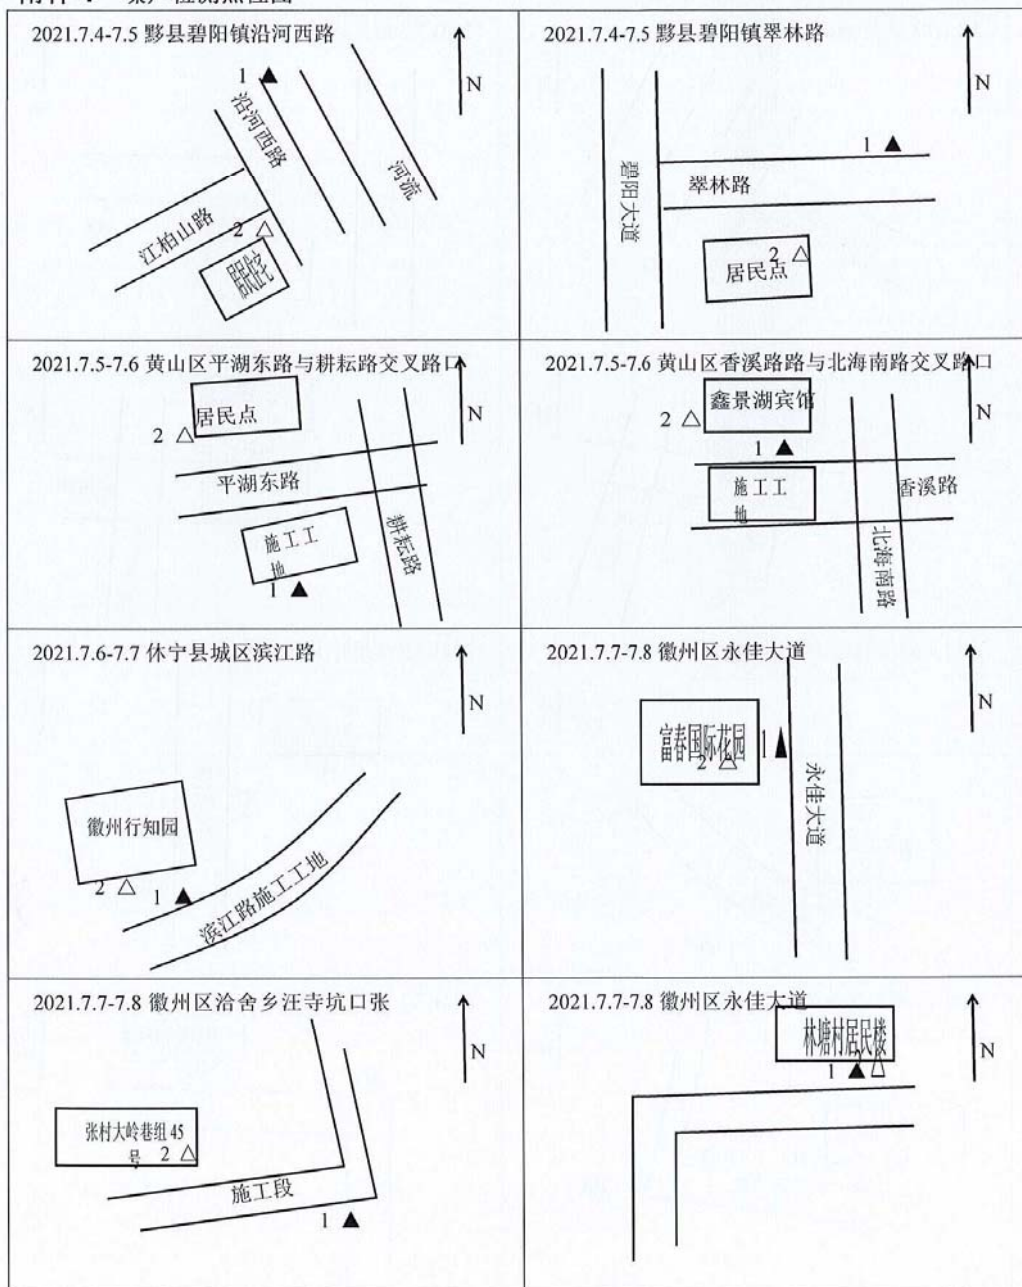 2021.7.4-7.5 黟县碧阳镇沿河西路
N
1 ▲
沿河西路
河流
江柏山路
2 △
2021.7.4-7.5 黟县碧阳镇翠林路
N
1 ▲
碧阳大道
翠林路
2 △
居民点
2021.7.5-7.6 黄山区平湖东路与耕耘路交叉路口
N
居民点
2 △
平湖东路
施工工
地
耕耘路
1 ▲
2021.7.5-7.6 黄山区香溪路路与北海南路交叉路口
N
鑫景湖宾馆
2 △
1 ▲
施工工
地
香溪路
北海南路
2021.7.6-7.7 休宁县城区滨江路
N
徽州行知园
2 △
1 ▲
滨江路施工工地
2021.7.7-7.8 徽州区永佳大道
N
富春国际花园
1 ▲
2 △
永佳大道
2021.7.7-7.8 徽州区洽舍乡汪寺坑口张
N
张村大岭巷组 45
号 2 △
施工段
1 ▲
2021.7.7-7.8 徽州区永佳大道
N
林塘村居民楼
1 ▲ △